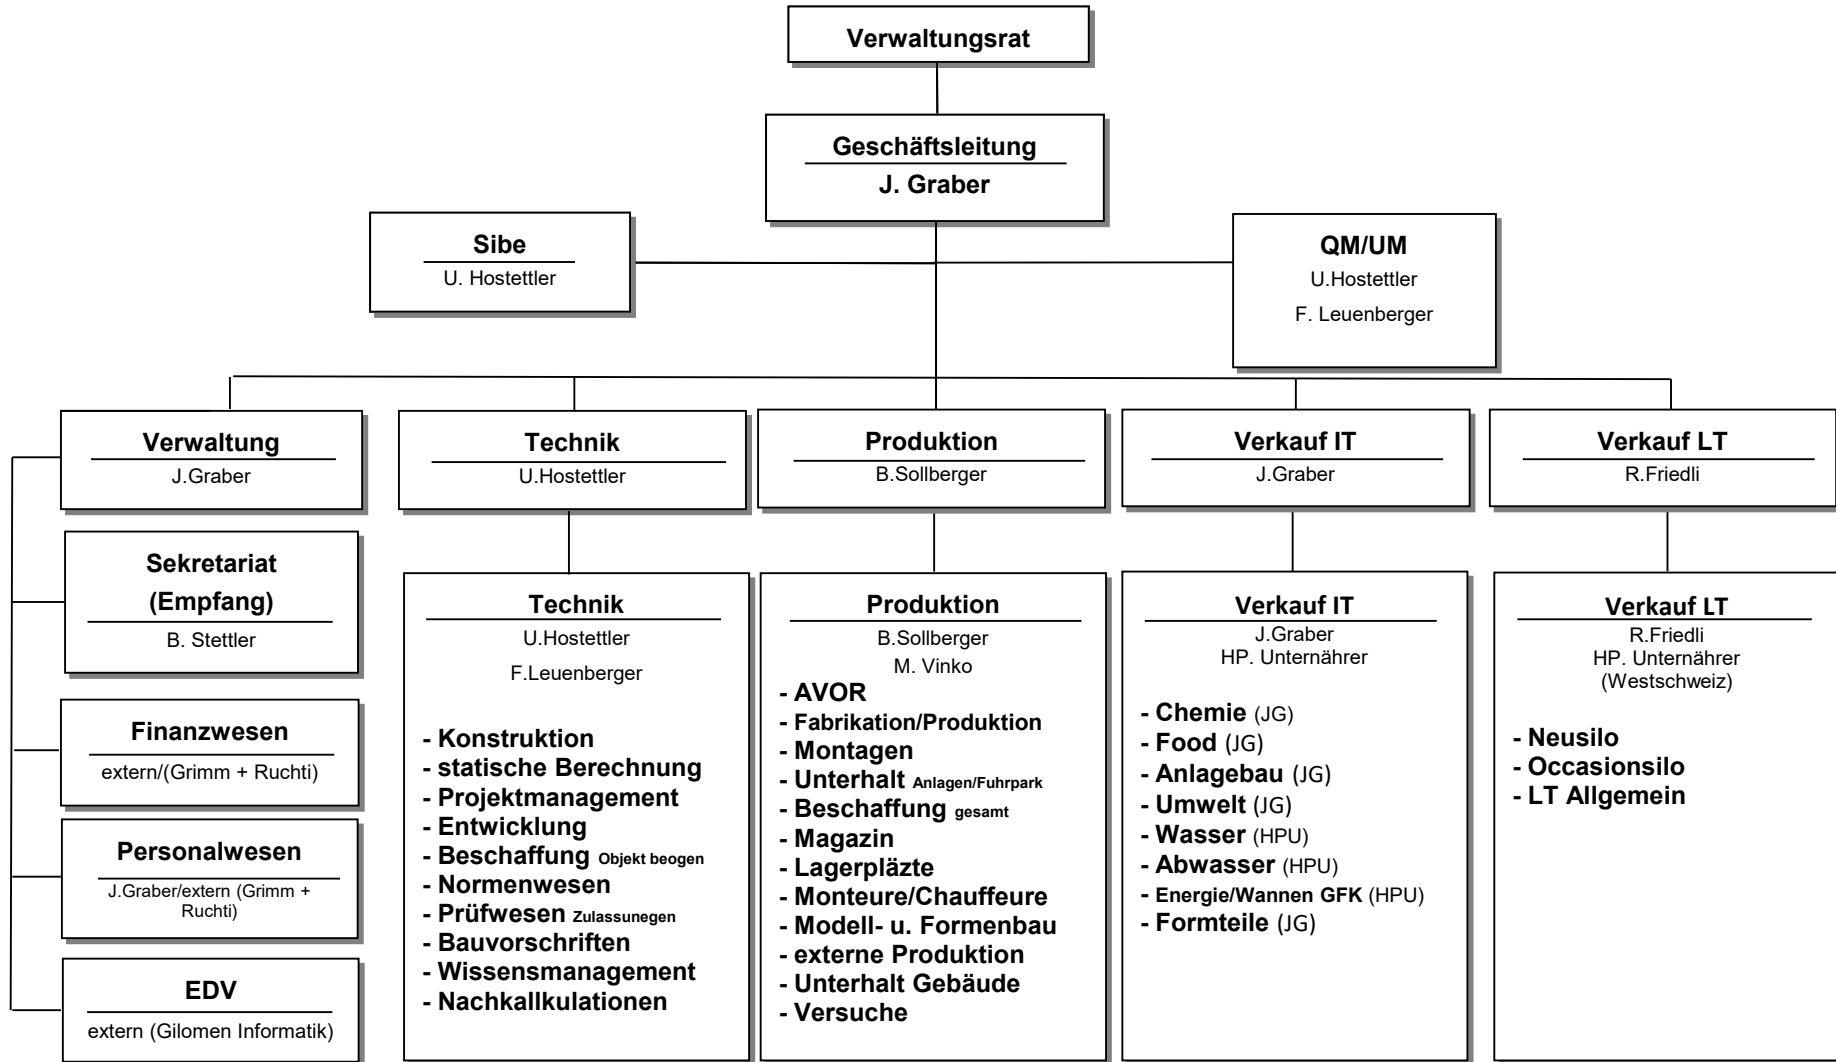 Verwaltungsrat
Geschäftsleitung
J. Graber
Sibe
U. Hostettler
QM/UM
U.Hostettler
F. Leuenberger
Verwaltung
J.Graber
Technik
U.Hostettler
Produktion
B.Sollberger
Verkauf IT
J.Graber
Verkauf LT
R.Friedli
Sekretariat
(Empfang)
B. Stettler
Finanzwesen
extern/(Grimm + Ruchti)
Personalwesen
J.Graber/extern (Grimm +
Ruchti)
EDV
extern (Gilomen Informatik)
Technik
U.Hostettler
F.Leuenberger
- Konstruktion
- statische Berechnung
- Projektmanagement
- Entwicklung
- Beschaffung Objekt beogen
- Normenwesen
- Prüfwesen Zulassunegen
- Bauvorschriften
- Wissensmanagement
- Nachkallkulationen
Produktion
B.Sollberger
M. Vinko
- AVOR
- Fabrikation/Produktion
- Montagen
- Unterhalt Anlagen/Fuhrpark
- Beschaffung gesamt
- Magazin
- Lagerpläzte
- Monteure/Chauffeure
- Modell- u. Formenbau
- externe Produktion
- Unterhalt Gebäude
- Versuche
Verkauf IT
J.Graber
HP. Unternährer
- Chemie (JG)
- Food (JG)
- Anlagebau (JG)
- Umwelt (JG)
- Wasser (HPU)
- Abwasser (HPU)
- Energie/Wannen GFK (HPU)
- Formteile (JG)
Verkauf LT
R.Friedli
HP. Unternährer
(Westschweiz)
- Neusilo
- Occasionsilo
- LT Allgemein